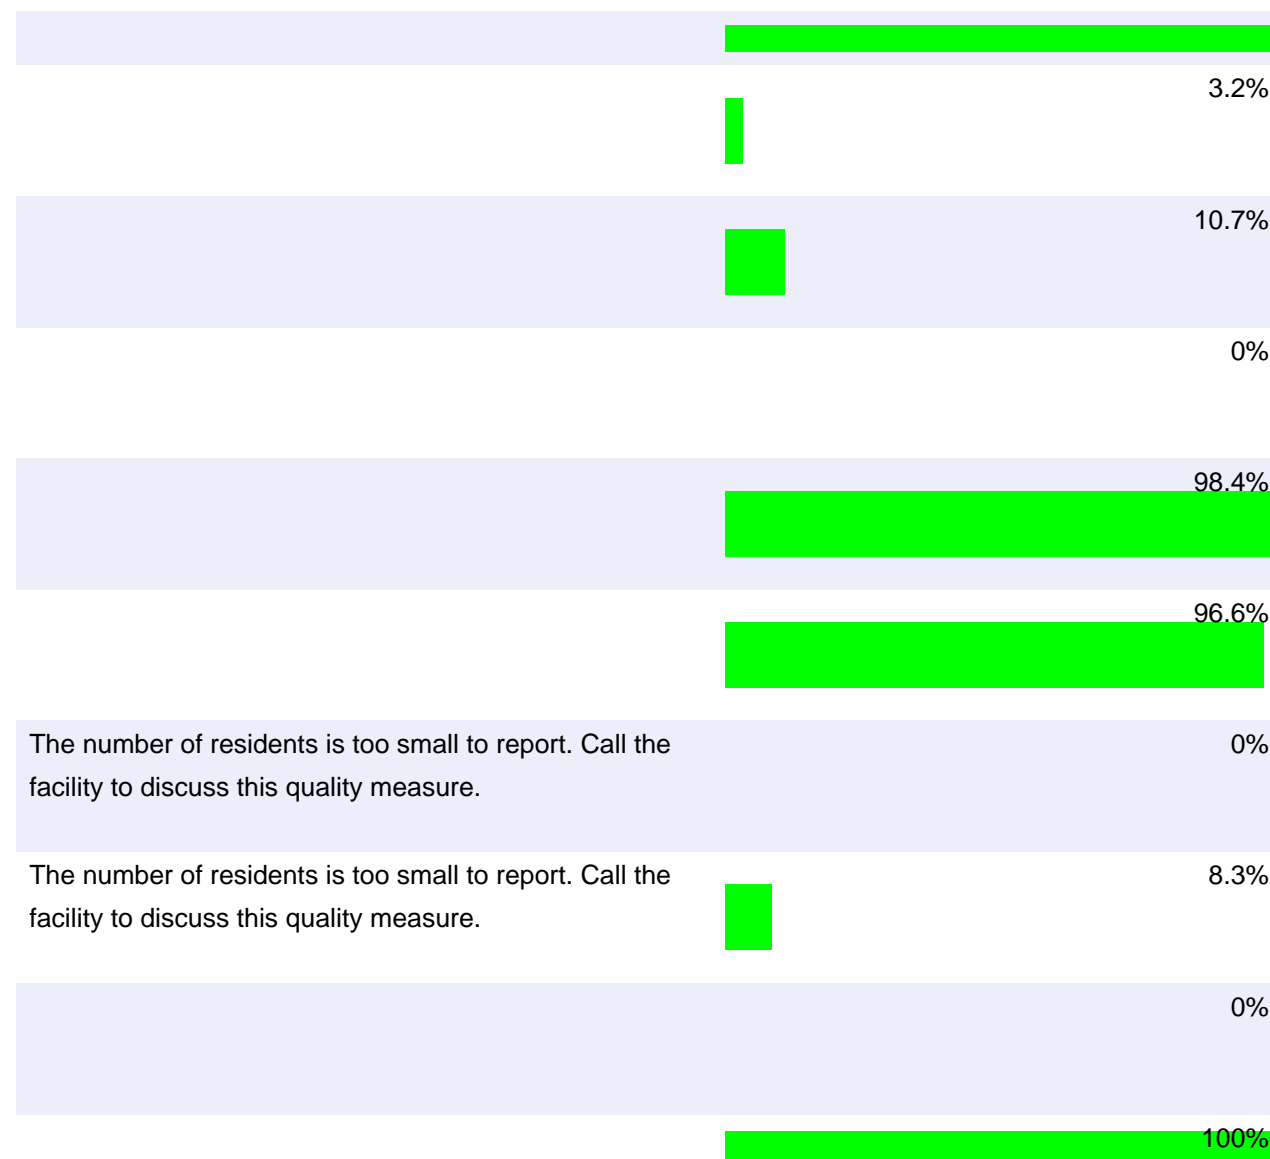 3.2%
10.7%
0%
98.4%
96.6%
The number of residents is too small to report. Call the
facility to discuss this quality measure.
0%
The number of residents is too small to report. Call the
facility to discuss this quality measure.
8.3%
0%
100%